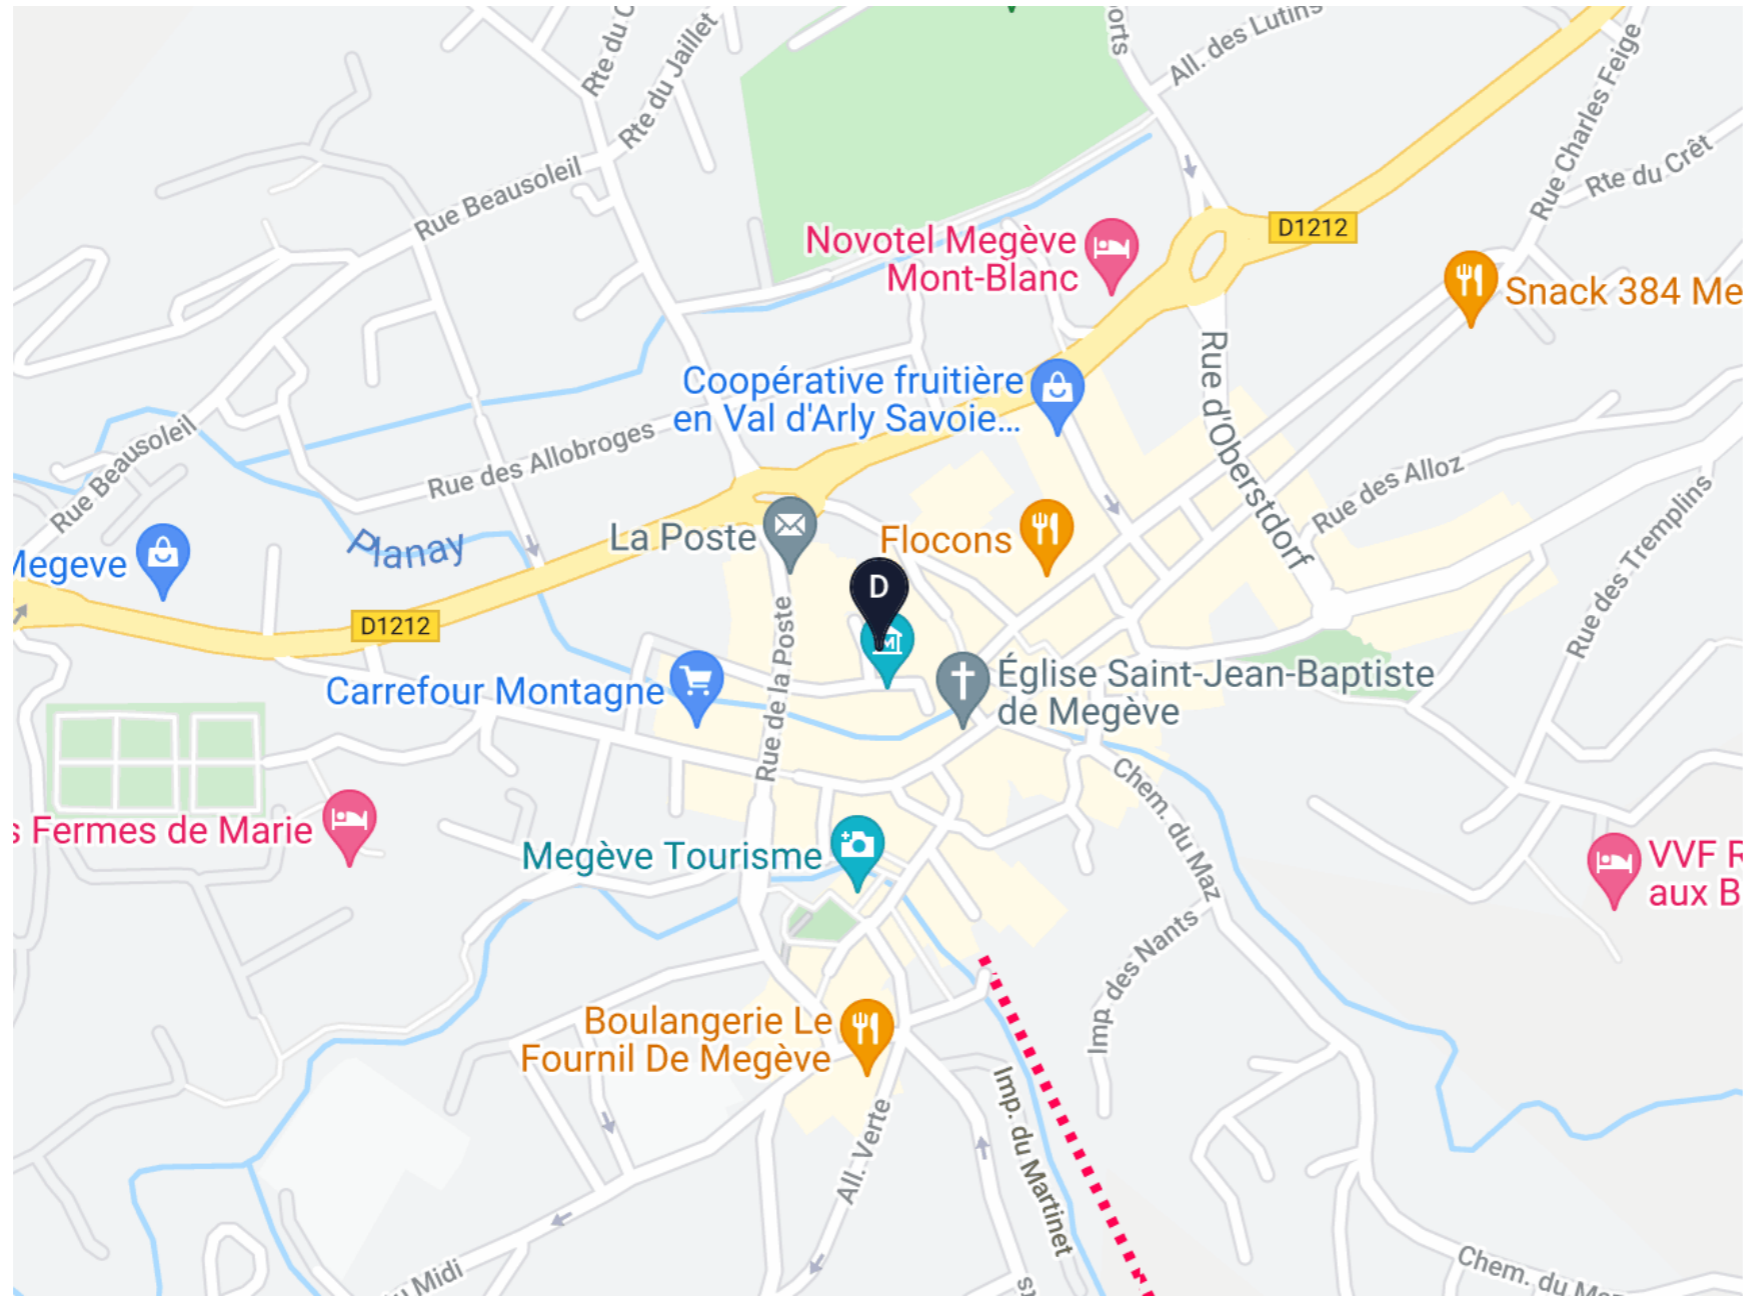 Rte du C
Rte du Jaillet
orts
All. des Lutins
Rue Charles Feige
Rte du Crêt
Rue Beausoleil
D1212
Novotel Megève
Mont-Blanc
Snack 384 Me
Rue d'Oberstdorf
Coopérative fruitière
en Val d'Arly Savoie...
Rue Beausoleil
Rue des Allobroges
Rue des Alloz
Rue des Tremplins
Planay
La Poste
Flocons
Megeve
D
M
D1212
Rue de la Poste
Carrefour Montagne
Église Saint-Jean-Baptiste
de Megève
Chem. du Maz
s Fermes de Marie
Megève Tourisme
VVF R
aux B
Imp. des Nants
Boulangerie Le
Fournil De Megève
Imp. du Martinet
All. Verte
u Midi
Chem. du Ma